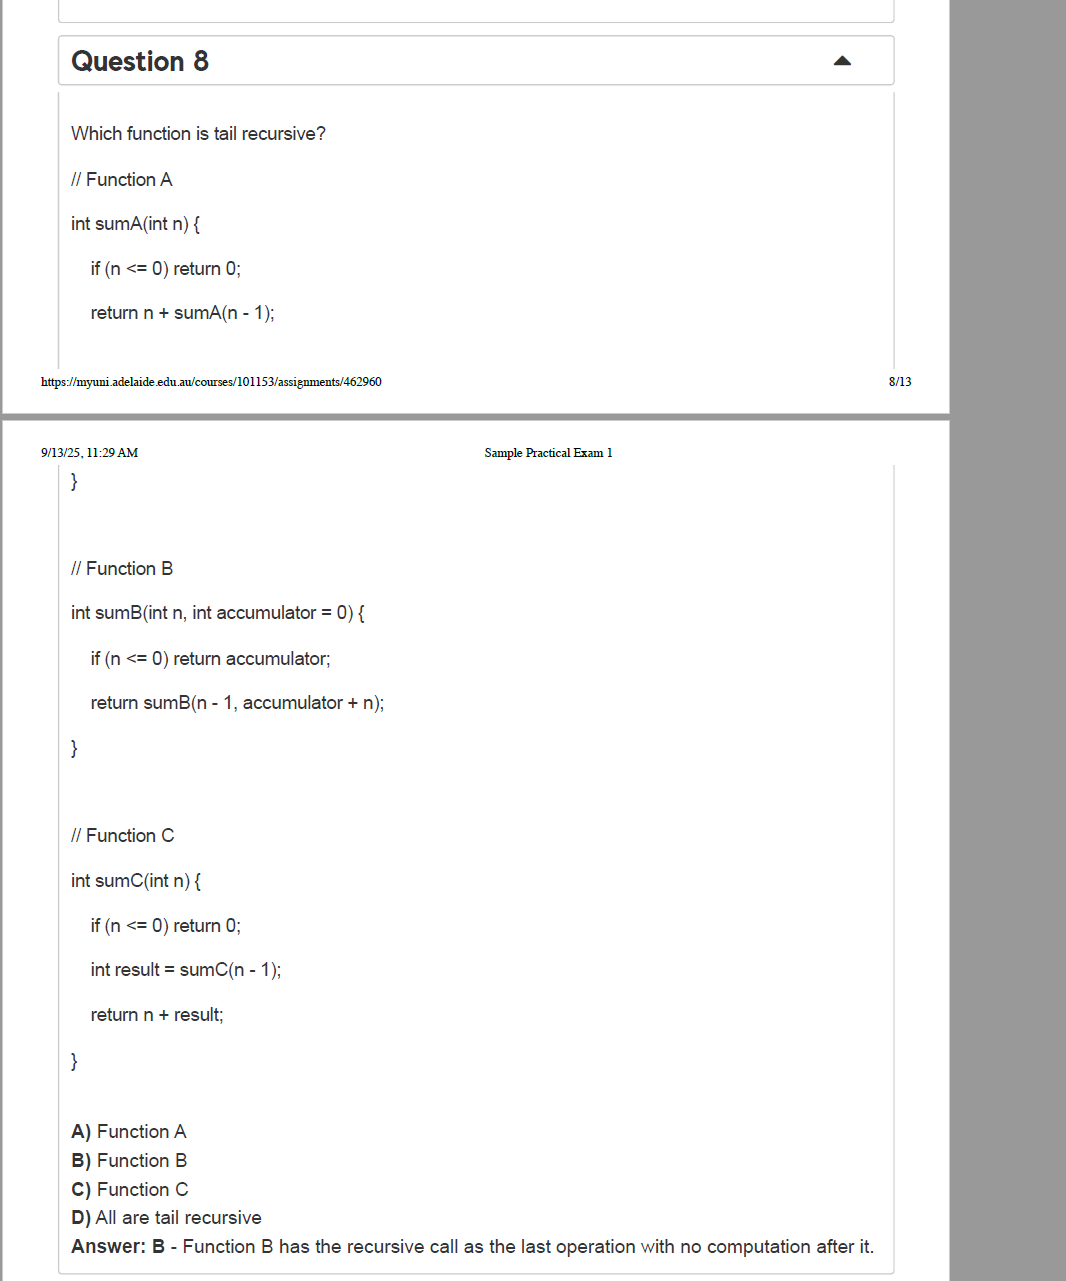 Question 8
Which function is tail recursive?
// Function A
int sumA(int n) {
if (n <= 0) return 0;
return n + sumA(n - 1);
https://myuni.adelaide.edu.au/courses/101153/assignments/462960 8/13
9/13/25, 11:29 AM Sample Practical Exam 1
}
// Function B
int sumB(int n, int accumulator = 0) {
if (n <= 0) return accumulator;
return sumB(n - 1, accumulator + n);
}
// Function C
int sumC(int n) {
if (n <= 0) return 0;
int result = sumC(n - 1);
return n + result;
}
A) Function A
B) Function B
C) Function C
D) All are tail recursive
Answer: B - Function B has the recursive call as the last operation with no computation after it.